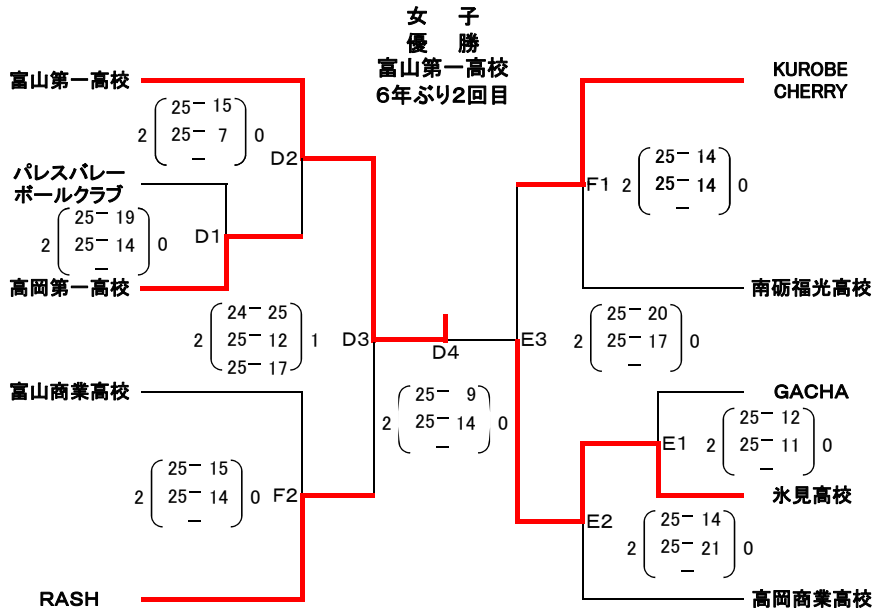 女　子
優　勝
富山第一高校
6年ぶり2回目
富山第一高校
2 25－15 0
25－7
－
D2
パレスバレー
ボールクラブ
2 25－19 0
25－14
－
D1
高岡第一高校
2 24－25 1
25－12
25－17
D3
富山商業高校
2 25－15 0
25－14
－
F2
RASH
D4
2 25－9 0
25－14
－
KUROBE
CHERRY
F1
2 25－14 0
25－14
－
南砺福光高校
E3
2 25－20 0
25－17
－
GACHA
E1
2 25－12 0
25－11
－
氷見高校
E2
2 25－14 0
25－21
－
高岡商業高校